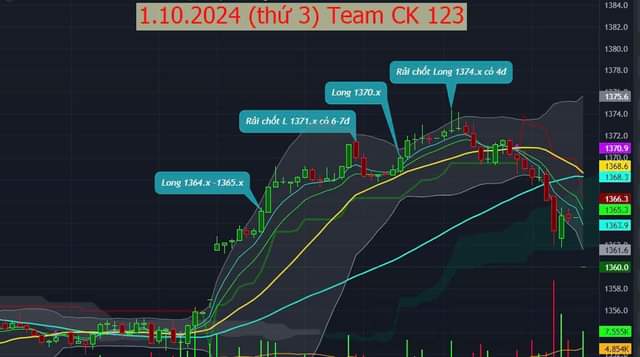 1.10.2024 (thứ 3) Team CK 123
Rải chốt Long 1374.x có 4đ
Long 1370.x
Rải chốt L 1371.x có 6-7đ
Long 1364.x -1365.x
1384.0
1382.0
1380.0
1378.0
1375.6
1374.0
1372.0
1370.9
1368.6
1368.3
1366.3
1365.3
1363.9
1361.6
1360.0
1358.0
1356.0
7.555K
4.854K